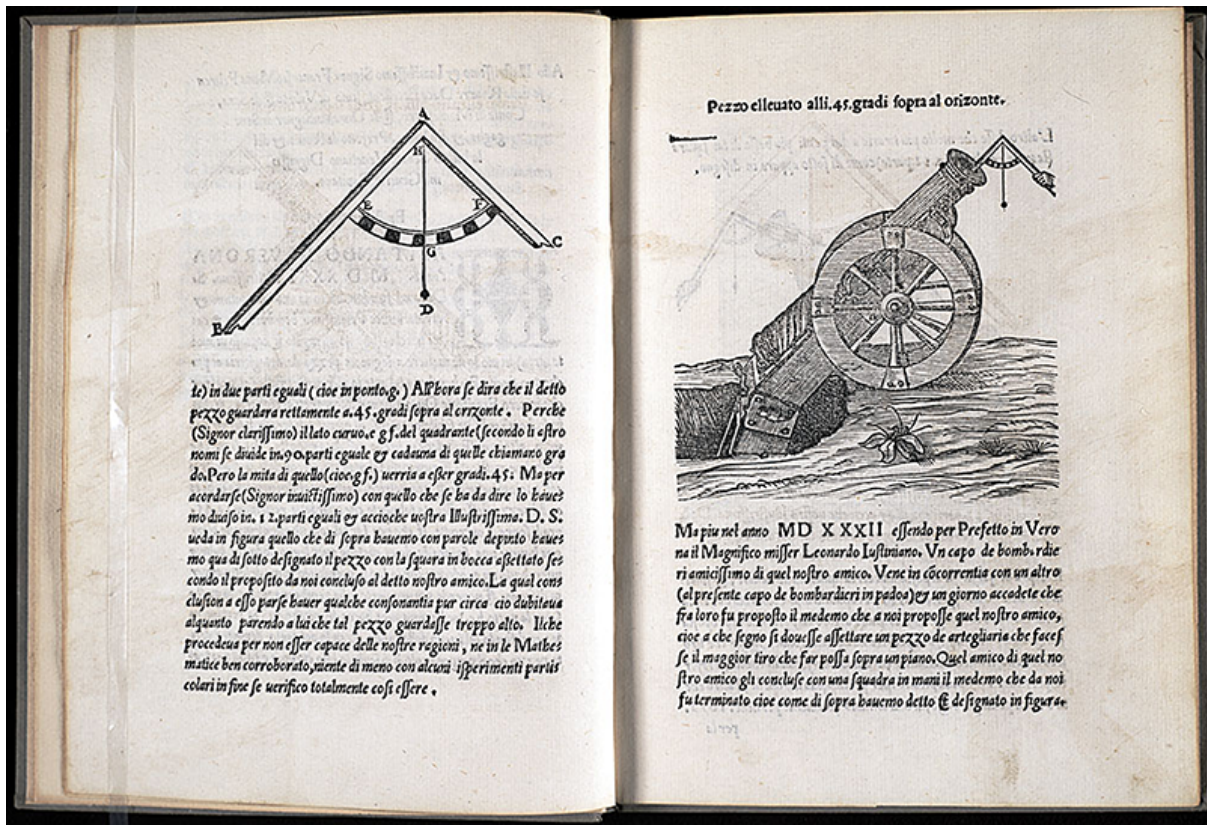 A
H
E
F
G
C
B
D
te) in due parti eguali (cioe in ponto.g.) All'hora se dira che il detto
pezzo guardara rettamente a.45.gradi sopra al orizonte. Perche
(Signor clarissimo) il lato curuo.e g f.del quadrante (secondo li astro
nomi se diuide in.90.parti eguale & cadauna di quelle chiamano gra
do.Pero la mita di quello (cioe.g f.) uerria a esser gradi.45. Ma per
acordarse (Signor inuictissimo) con quello che se ha da dire lo haue-
mo diuiso in.12.parti eguali & accioche uostra Illustrissima. D. S.
ueda in figura quello che di sopra hauemo con parole depinto haue-
mo qua di sotto designato il pezzo con la squara in bocca assettato se-
condo il proposito da noi concluso al detto nostro amico.La qual con-
clusion a esso parse hauer qualche consonantia pur circa cio dubitaua
alquanto parendo a lui che tal pezzo guardasse troppo alto. Ilche
procedeua per non esser capace delle nostre ragioni, ne in le Mathe-
matice ben corroborato,niente di meno con alcuni isperimenti parti-
colari in fine se uerifico totalmente cosi essere.
Pezzo elleuato alli.45.gradi sopra al orizonte.
Ma piu nel anno MD XXXII essendo per Prefetto in Vero
na il Magnifico misser Leonardo Iustiniano. Vn capo de bombardie
ri amicissimo di quel nostro amico. Vene in cõcorrentia con un altro
(al presente capo de bombardieri in padoa) & un giorno accadete che
fra loro fu proposto il medemo che a noi propose quel nostro amico,
cioe a che segno si douesse assettare un pezzo de artegliaria che faces
se il maggior tiro che far possa sopra un piano.Quel amico di quel no
stro amico gli concluse con una squadra in mani il medemo che da noi
fu terminato cioe come di sopra hauemo detto & designato in figura.